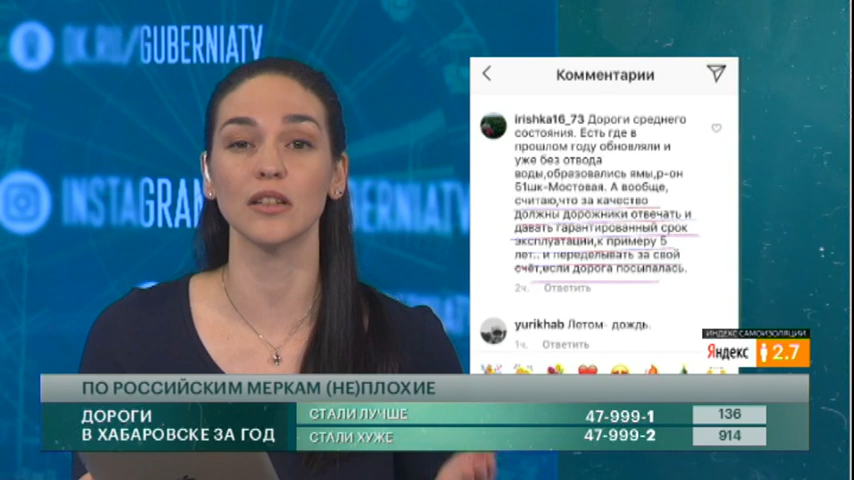 OK.RU/GUBERNIATV
INSTAGRAM
GUBERNIATV
Комментарии
irishka16_73 Дороги среднего
состояния. Есть где в
прошлом году обновляли и
уже без отвода
воды,образовались ямы,р-он
51шк-Мостовая. А вообще,
считаю,что за качество
должны дорожники отвечать и
давать гарантированный срок
эксплуатации,к примеру 5
лет.. и переделывать за свой
счёт,если дорога посыпалась.
2ч. Ответить
yurikhab Летом- дождь.
1ч. Ответить
ИНДЕКС САМОИЗОЛЯЦИИ
Яндекс 2.7
ПО РОССИЙСКИМ МЕРКАМ (НЕ)ПЛОХИЕ
ДОРОГИ
В ХАБАРОВСКЕ ЗА ГОД
СТАЛИ ЛУЧШЕ 47-999-1 136
СТАЛИ ХУЖЕ 47-999-2 914